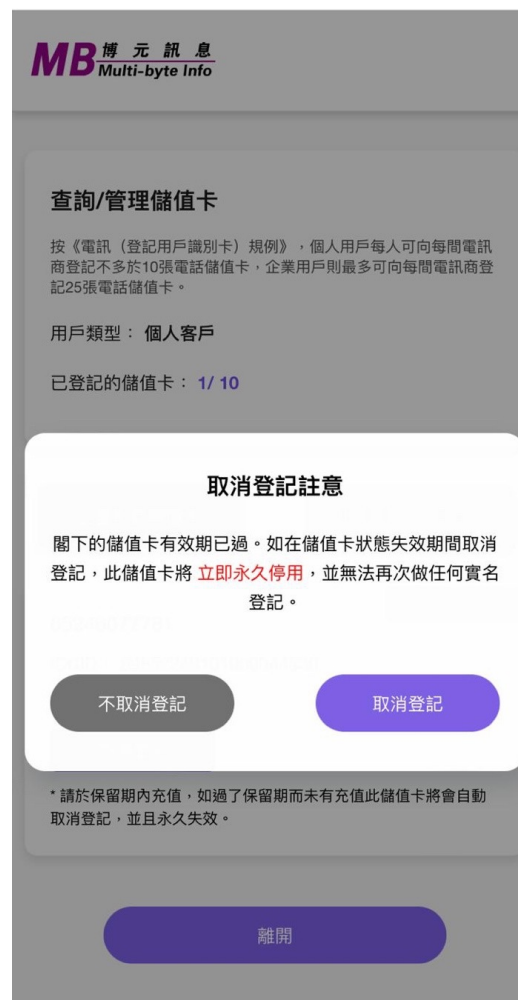 MB 博元訊息
Multi-byte Info
查詢/管理儲值卡
按《電訊（登記用戶識別卡）規例》，個人用戶每人可向每間電訊
商登記不多於10張電話儲值卡，企業用戶則最多可向每間電訊商登
記25張電話儲值卡。
用戶類型： 個人客戶
已登記的儲值卡： 1/ 10
取消登記註意
閣下的儲值卡有效期已過。如在儲值卡狀態失效期間取消
登記，此儲值卡將 立即永久停用，並無法再次做任何實名
登記。
不取消登記 取消登記
* 請於保留期內充值，如過了保留期而未有充值此儲值卡將會自動
取消登記，並且永久失效。
離開